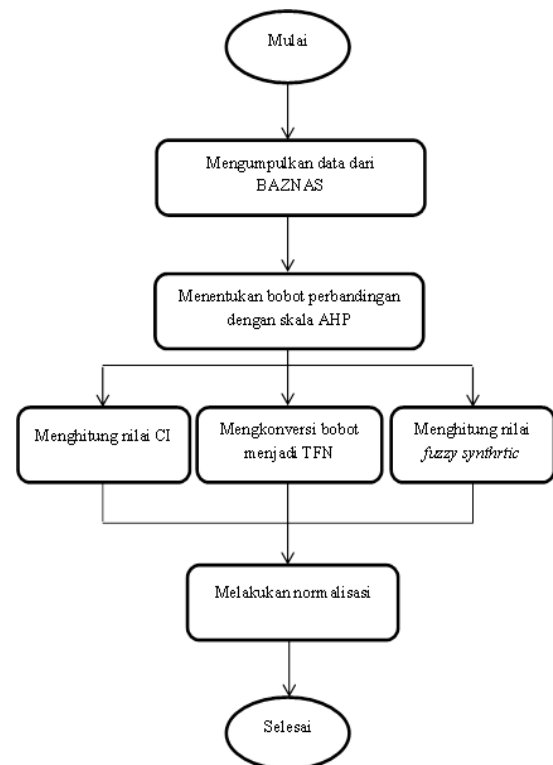 Mulai
Mengumpulkan data dari
BAZNAS
Menentukan bobot perbandingan
dengan skala AHP
Menghitung nilai CI
Mengkonversi bobot
menjadi TFN
Menghitung nilai
fuzzy synthrtic
Melakukan normalisasi
Selesai